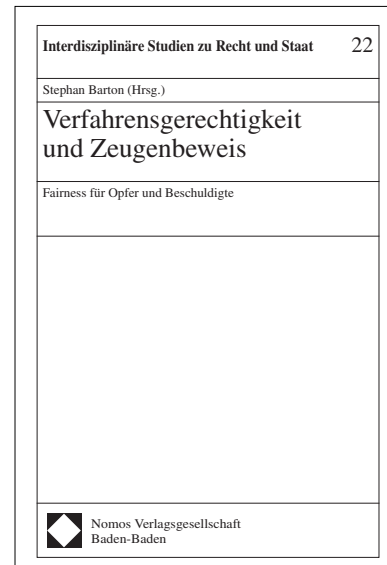 Interdisziplinäre Studien zu Recht und Staat 22
Stephan Barton (Hrsg.)
Verfahrensgerechtigkeit
und Zeugenbeweis
Fairness für Opfer und Beschuldigte
Nomos Verlagsgesellschaft
Baden-Baden